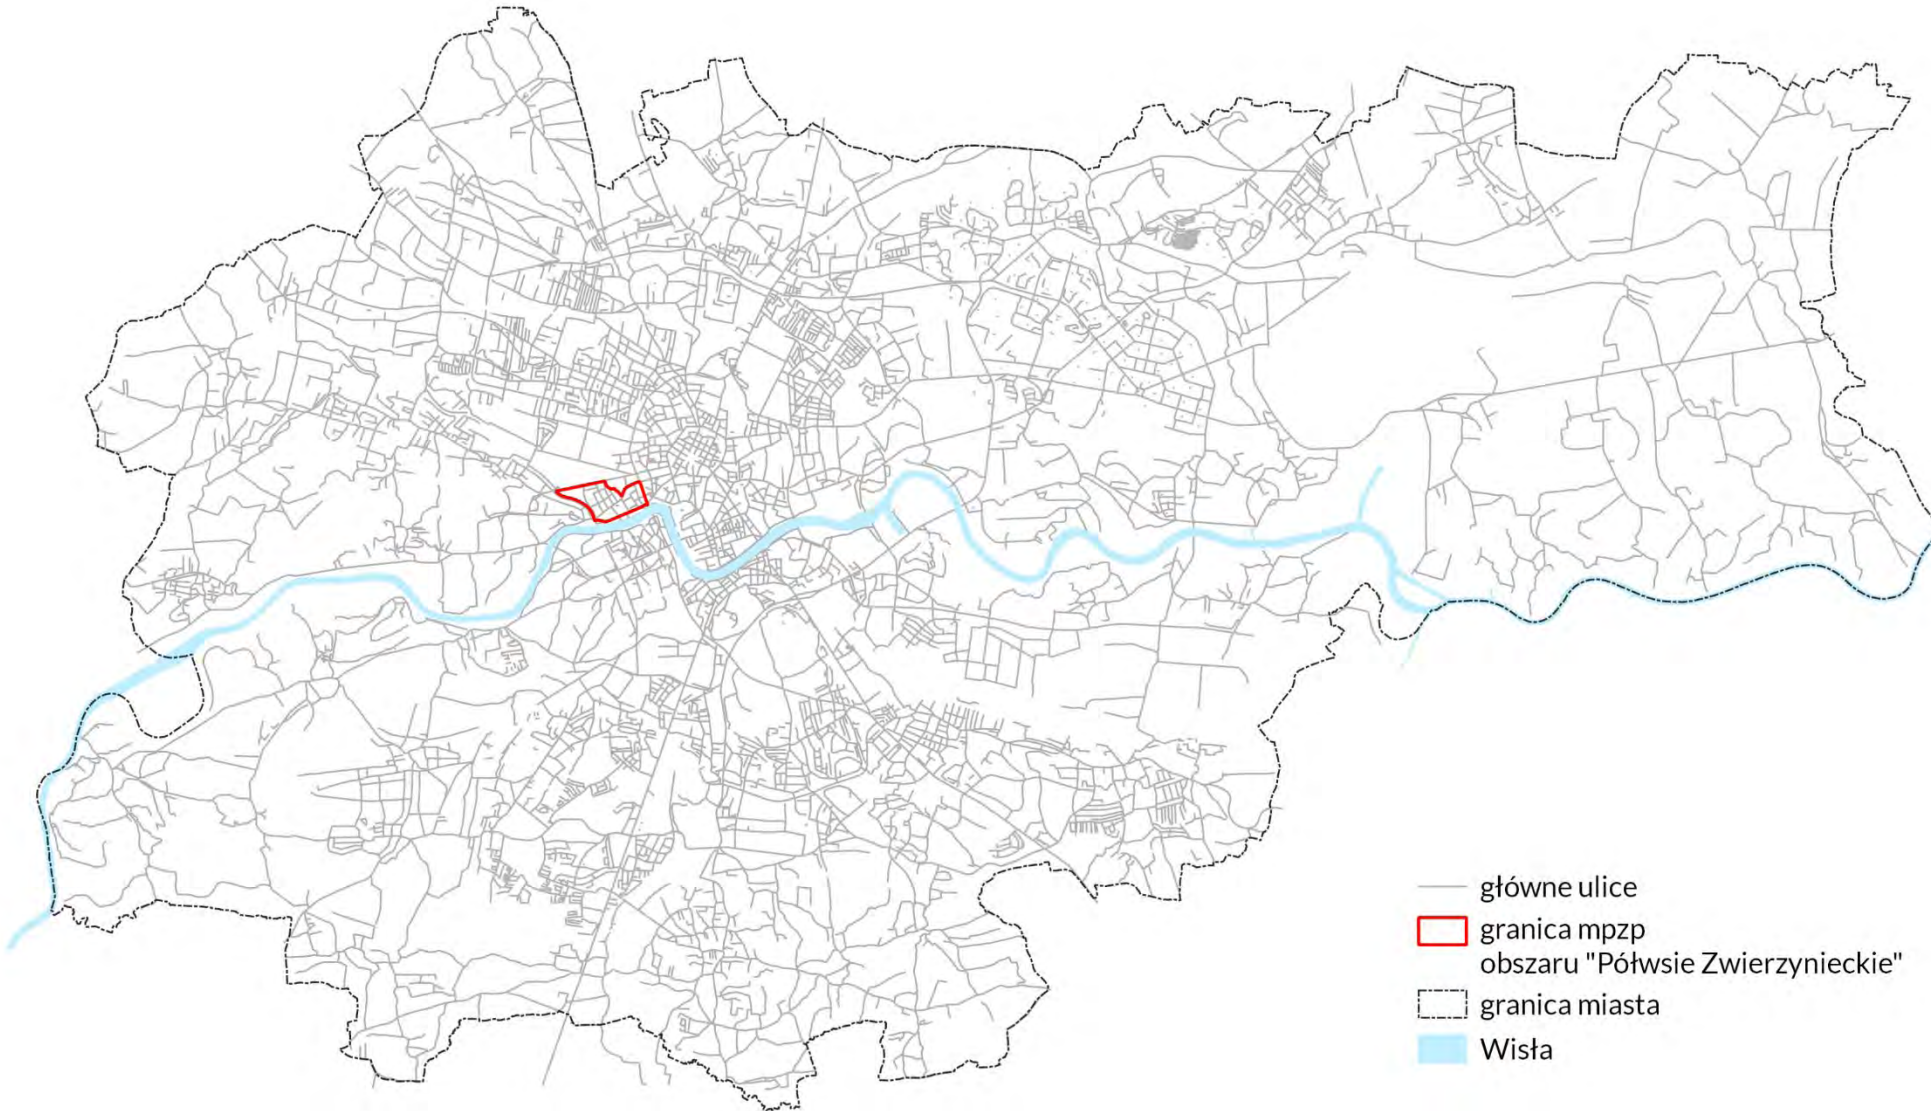 główne ulice
granica mpzp
obszaru "Półwsie Zwierzynieckie"
granica miasta
Wisła